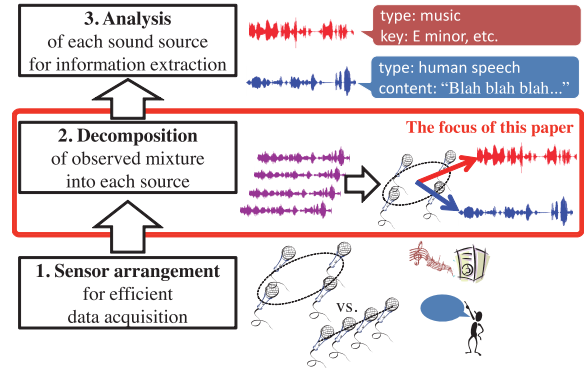 3. Analysis
of each sound source
for information extraction
type: music
key: E minor, etc.
type: human speech
content: “Blah blah blah...”
2. Decomposition
of observed mixture
into each source
The focus of this paper
1. Sensor arrangement
for efficient
data acquisition
vs.